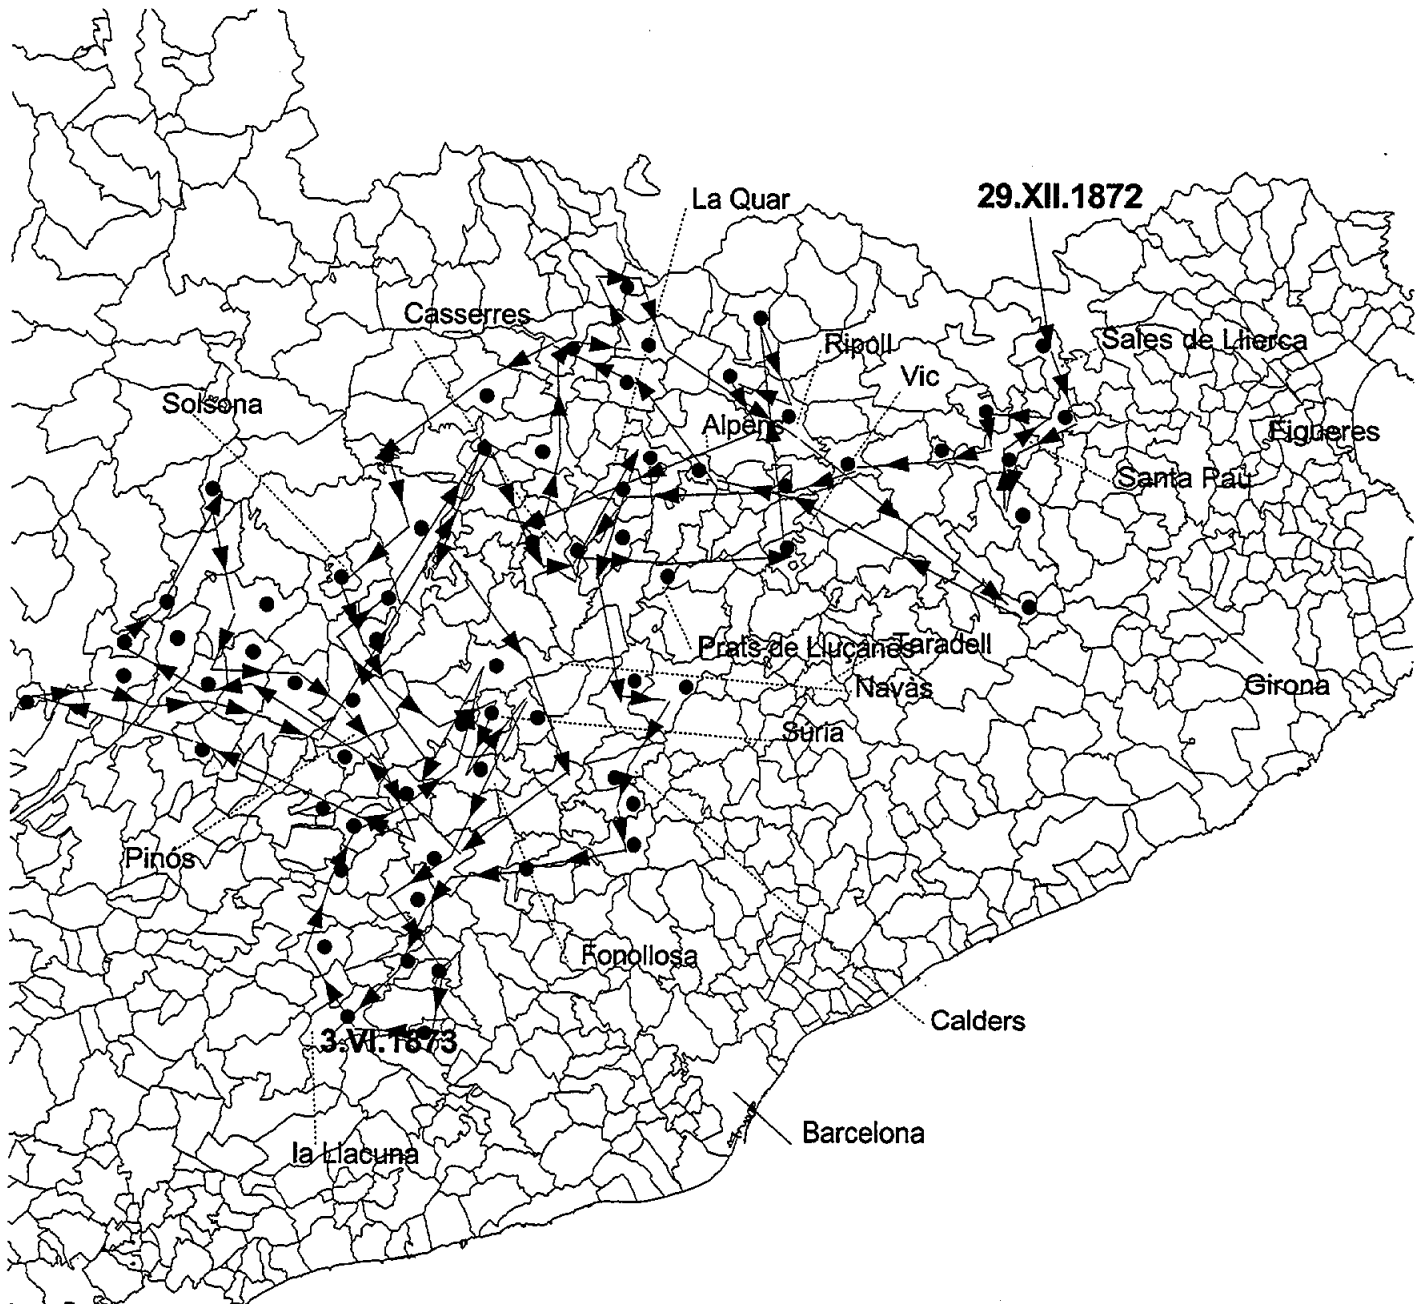 La Quar
29.XII.1872
Casserres
Ripoll
Sales de Llierca
Vic
Solsona
Alpens
Figueres
Santa Pau
Prats de Lluçanès
Taradell
Navàs
Girona
Súria
Pinós
Fonollosa
Calders
3.VI.1873
Barcelona
la Llacuna